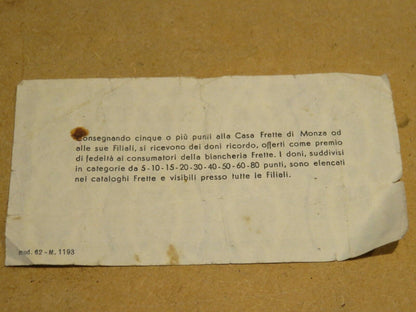 Consegnando cinque o più punti alla Casa Frette di Monza od
alle sue Filiali, si ricevono dei doni ricordo, offerti come premio
di fedeltà ai consumatori della biancheria Frette. I doni, suddivisi
in categorie da 5-10-15-20-30-40-50-60-80 punti, sono elencati
nei cataloghi Frette e visibili presso tutte le Filiali.
mod. 62 - M. 1193